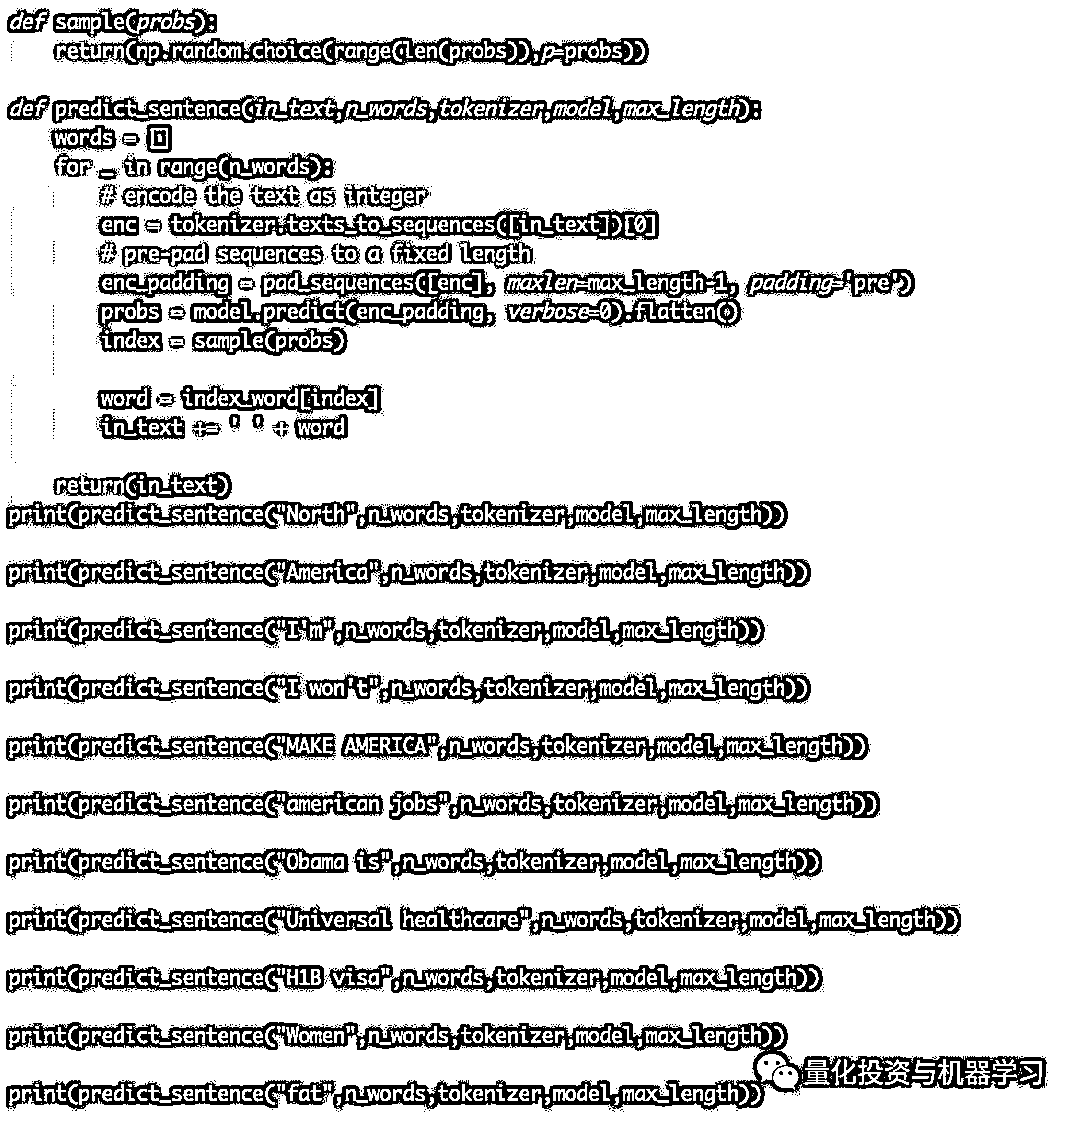 def sample(probs):
    return(np.random.choice(range(len(probs)),p=probs))
def predict_sentence(in_text,n_words,tokenizer,model,max_length):
    words = []
    for _ in range(n_words):
        # encode the text as integer
        enc = tokenizer.texts_to_sequences([in_text])[0]
        # pre-pad sequences to a fixed length
        enc_padding = pad_sequences([enc], maxlen=max_length-1, padding='pre')
        probs = model.predict(enc_padding, verbose=0).flatten()
        index = sample(probs)
        word = index_word[index]
        in_text += " " + word
    return(in_text)
print(predict_sentence("North",n_words,tokenizer,model,max_length))
print(predict_sentence("America",n_words,tokenizer,model,max_length))
print(predict_sentence("I'm",n_words,tokenizer,model,max_length))
print(predict_sentence("I won't",n_words,tokenizer,model,max_length))
print(predict_sentence("MAKE AMERICA",n_words,tokenizer,model,max_length))
print(predict_sentence("american jobs",n_words,tokenizer,model,max_length))
print(predict_sentence("Obama is",n_words,tokenizer,model,max_length))
print(predict_sentence("Universal healthcare",n_words,tokenizer,model,max_length))
print(predict_sentence("H1B visa",n_words,tokenizer,model,max_length))
print(predict_sentence("Women",n_words,tokenizer,model,max_length))
量化投资与机器学习
print(predict_sentence("fat",n_words,tokenizer,model,max_length))